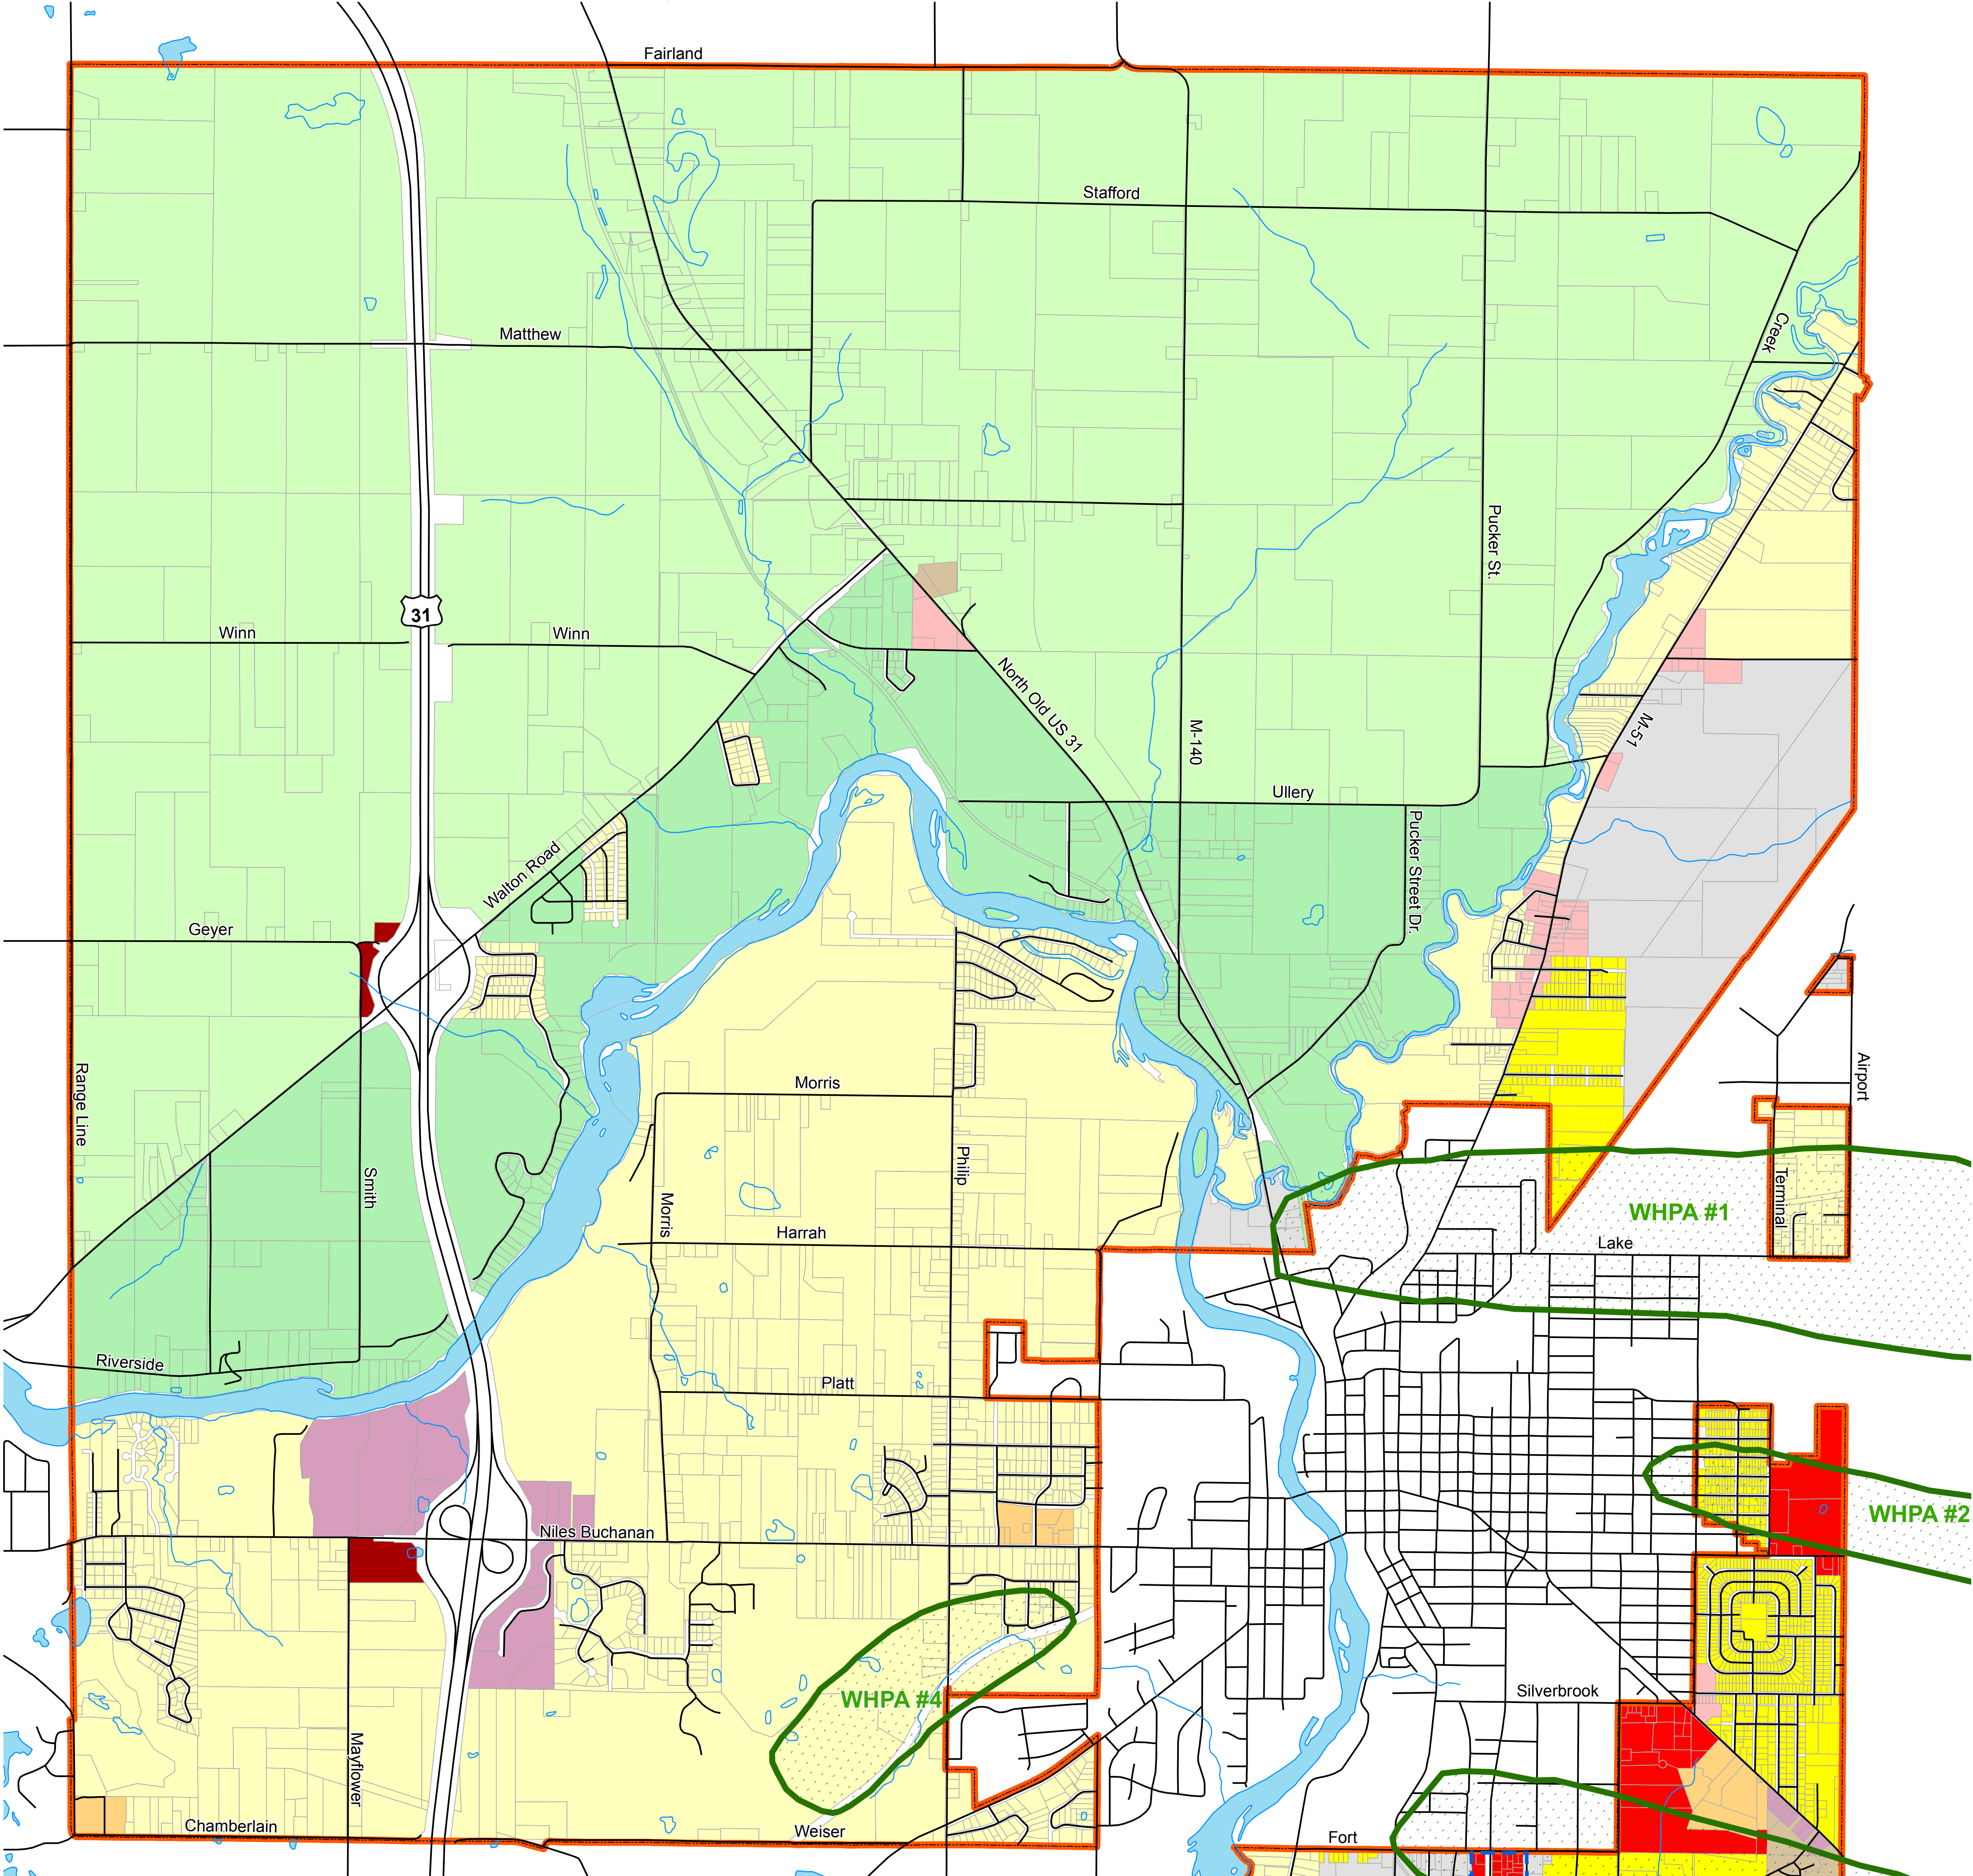 Fairland
Stafford
Creek
Matthew
Pucker St.
31
Winn
Winn
North Old US 31
M-140
M-51
Ullery
Pucker Street Dr.
Walton Road
Geyer
Range Line
Morris
Airport
Smith
Philip
Morris
Terminal
WHPA #1
Harrah
Lake
Riverside
Platt
WHPA #2
Niles Buchanan
WHPA #4
Silverbrook
Mayflower
Chamberlain
Weiser
Fort